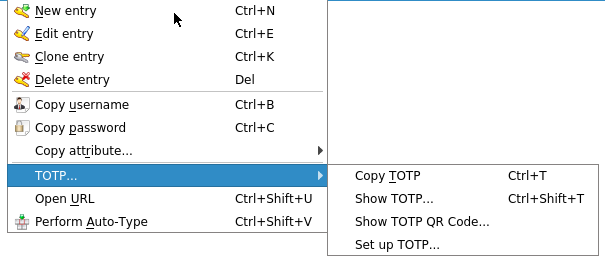 New entry Ctrl+N
Edit entry Ctrl+E
Clone entry Ctrl+K
Delete entry Del
Copy username Ctrl+B
Copy password Ctrl+C
Copy attribute...
TOTP...
Open URL Ctrl+Shift+U
Perform Auto-Type Ctrl+Shift+V
Copy TOTP Ctrl+T
Show TOTP... Ctrl+Shift+T
Show TOTP QR Code...
Set up TOTP...